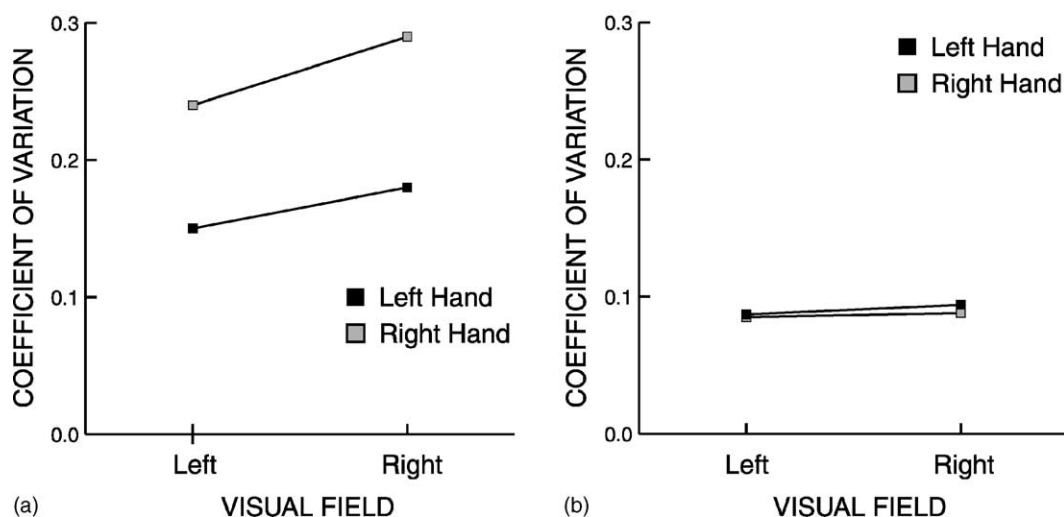 0.3
0.2
0.1
0.0
COEFFICIENT OF VARIATION
Left Hand
Right Hand
Left
Right
VISUAL FIELD
(a)
0.3
0.2
0.1
0.0
COEFFICIENT OF VARIATION
Left Hand
Right Hand
Left
Right
VISUAL FIELD
(b)